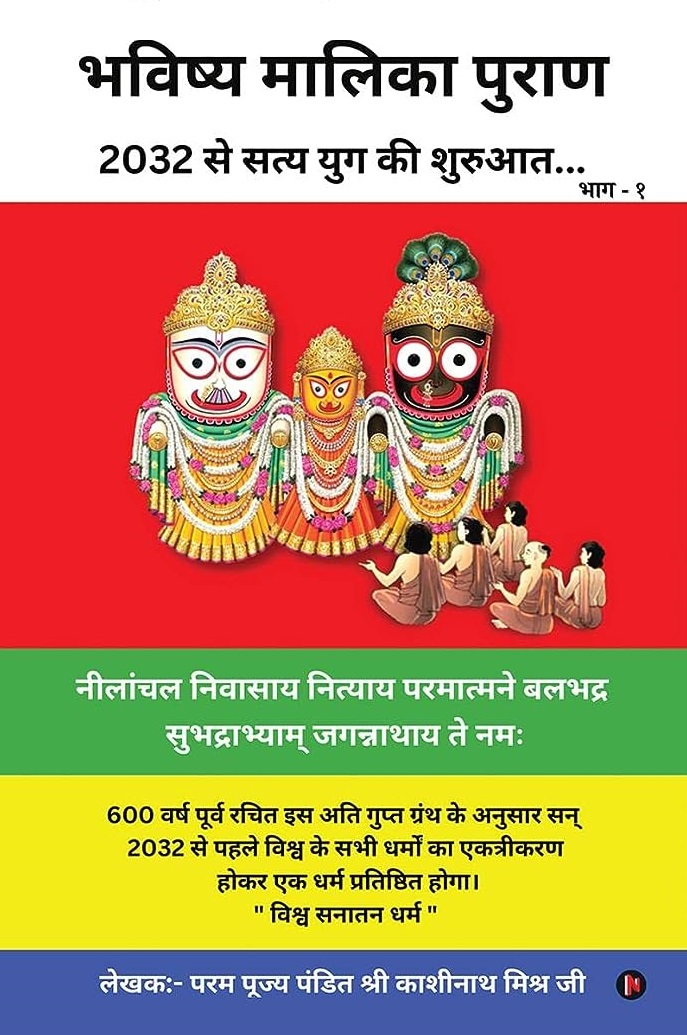 भविष्य मालिका पुराण
2032 से सत्य युग की शुरुआत...
भाग - १
नीलांचल निवासाय नित्याय परमात्मने बलभद्र
सुभद्राभ्याम् जगन्नाथाय ते नमः
600 वर्ष पूर्व रचित इस अति गुप्त ग्रंथ के अनुसार सन्
2032 से पहले विश्व के सभी धर्मों का एकत्रीकरण
होकर एक धर्म प्रतिष्ठित होगा।
" विश्व सनातन धर्म "
लेखक:- परम पूज्य पंडित श्री काशीनाथ मिश्र जी
N